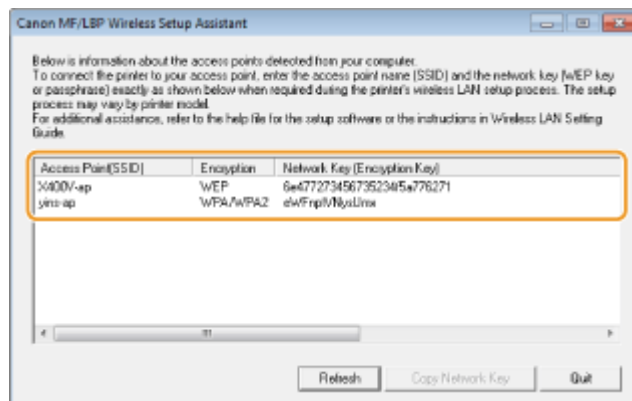 Canon MF/LBP Wireless Setup Assistant
Below is information about the access points detected from your computer.
To connect the printer to your access point, enter the access point name (SSID) and the network key (WEP key
or passphrase) exactly as shown below when required during the printer's wireless LAN setup process. The setup
process may vary by printer model.
For additional assistance, refer to the help file for the setup software or the instructions in Wireless LAN Setting
Guide.
Access Point(SSID) Encryption Network Key (Encryption Key)
X400V-ap WEP
yins-ap WPA/WPA2
Refresh Copy Network Key Quit